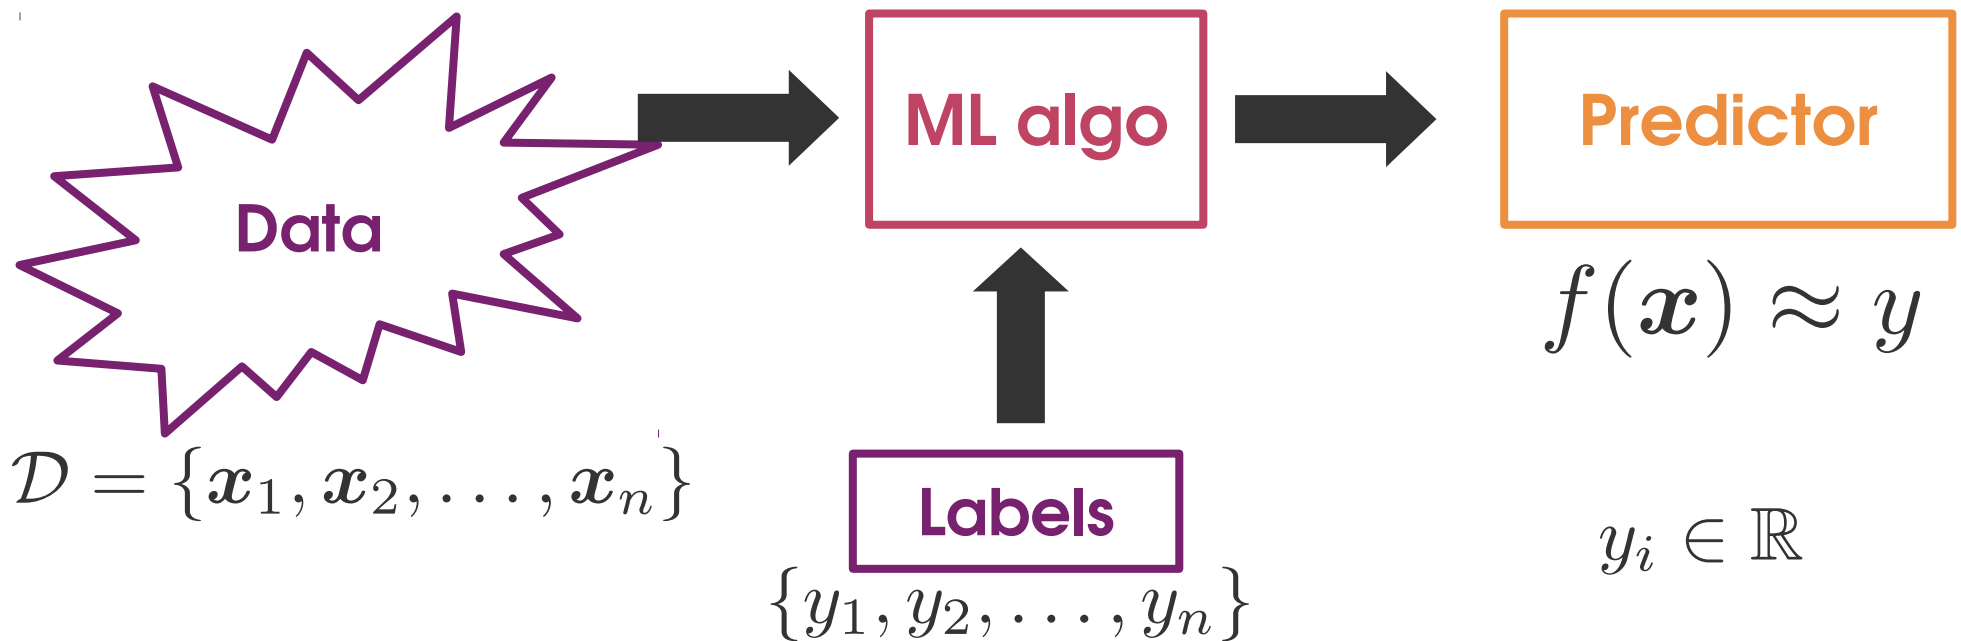 Data
ML algo
Predictor
f(𝒙) ≈ y
𝒟 = {𝒙₁, 𝒙₂, . . . , 𝒙ₙ}
Labels
{y₁, y₂, . . . , yₙ}
yᵢ ∈ ℝ